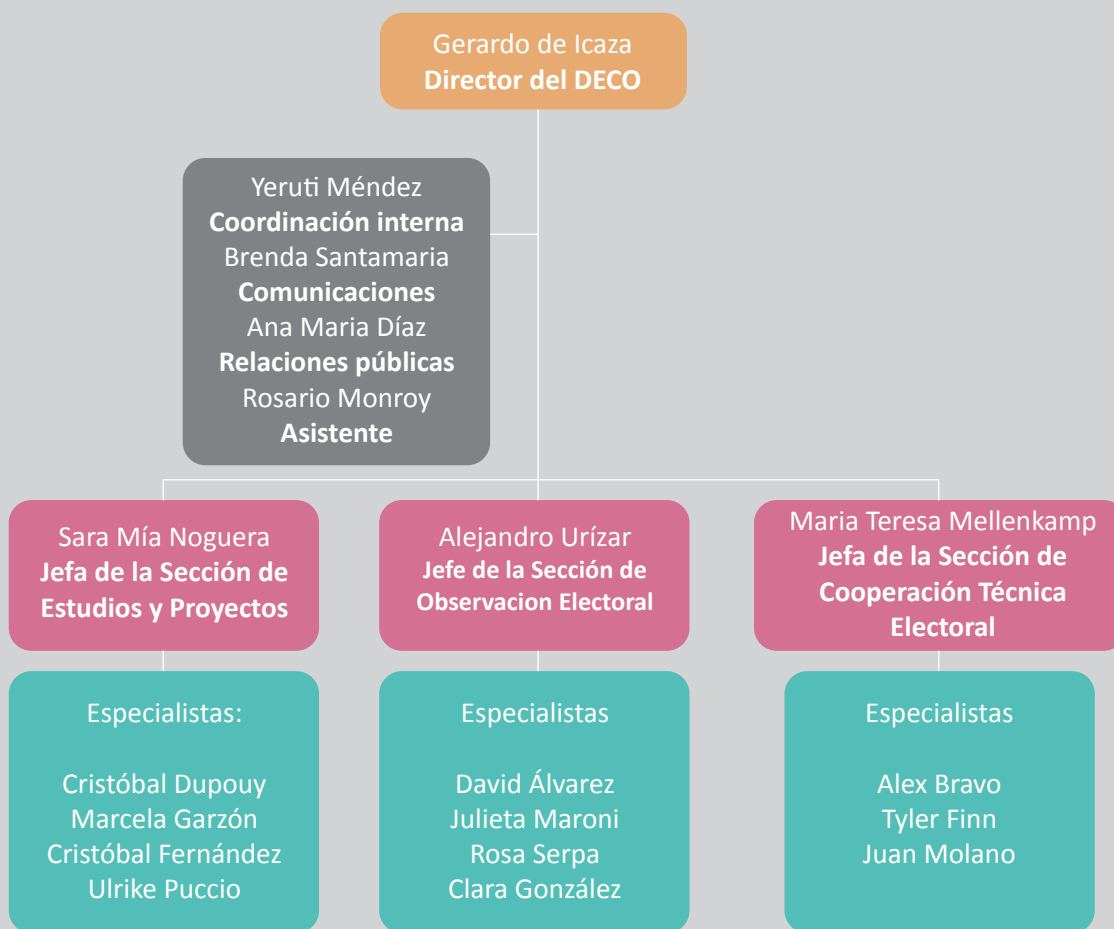 Gerardo de Icaza
Director del DECO
Yeruti Méndez
Coordinación interna
Brenda Santamaria
Comunicaciones
Ana Maria Díaz
Relaciones públicas
Rosario Monroy
Asistente
Sara Mía Noguera
Jefa de la Sección de
Estudios y Proyectos
Alejandro Urízar
Jefe de la Sección de
Observacion Electoral
Maria Teresa Mellenkamp
Jefa de la Sección de
Cooperación Técnica
Electoral
Especialistas:
Cristóbal Dupouy
Marcela Garzón
Cristóbal Fernández
Ulrike Puccio
Especialistas
David Álvarez
Julieta Maroni
Rosa Serpa
Clara González
Especialistas
Alex Bravo
Tyler Finn
Juan Molano